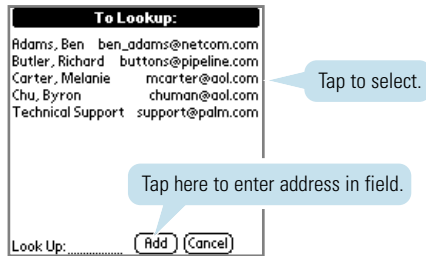 To Lookup:
Adams, Ben ben_adams@netcom.com
Butler, Richard buttons@pipeline.com
Carter, Melanie mcarter@aol.com
Chu, Byron chuman@aol.com
Technical Support support@palm.com
Tap to select.
Tap here to enter address in field.
Look Up: Add Cancel